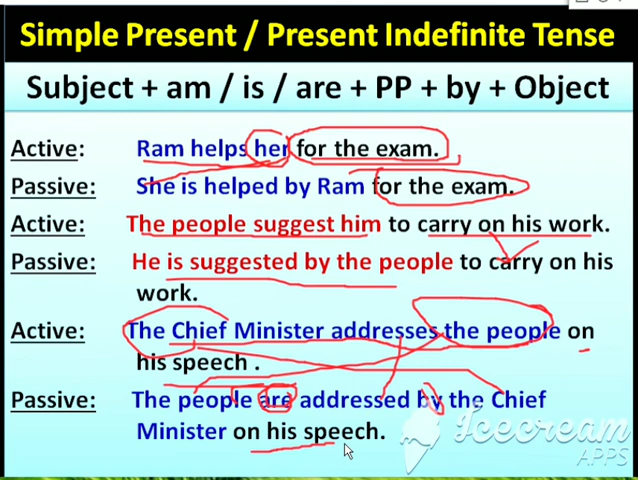 Simple Present / Present Indefinite Tense
Subject + am / is / are + PP + by + Object
Active: Ram helps her for the exam.
Passive: She is helped by Ram for the exam.
Active: The people suggest him to carry on his work.
Passive: He is suggested by the people to carry on his
work.
Active: The Chief Minister addresses the people on
his speech .
Passive: The people are addressed by the Chief
Minister on his speech.
Icecream
APPS